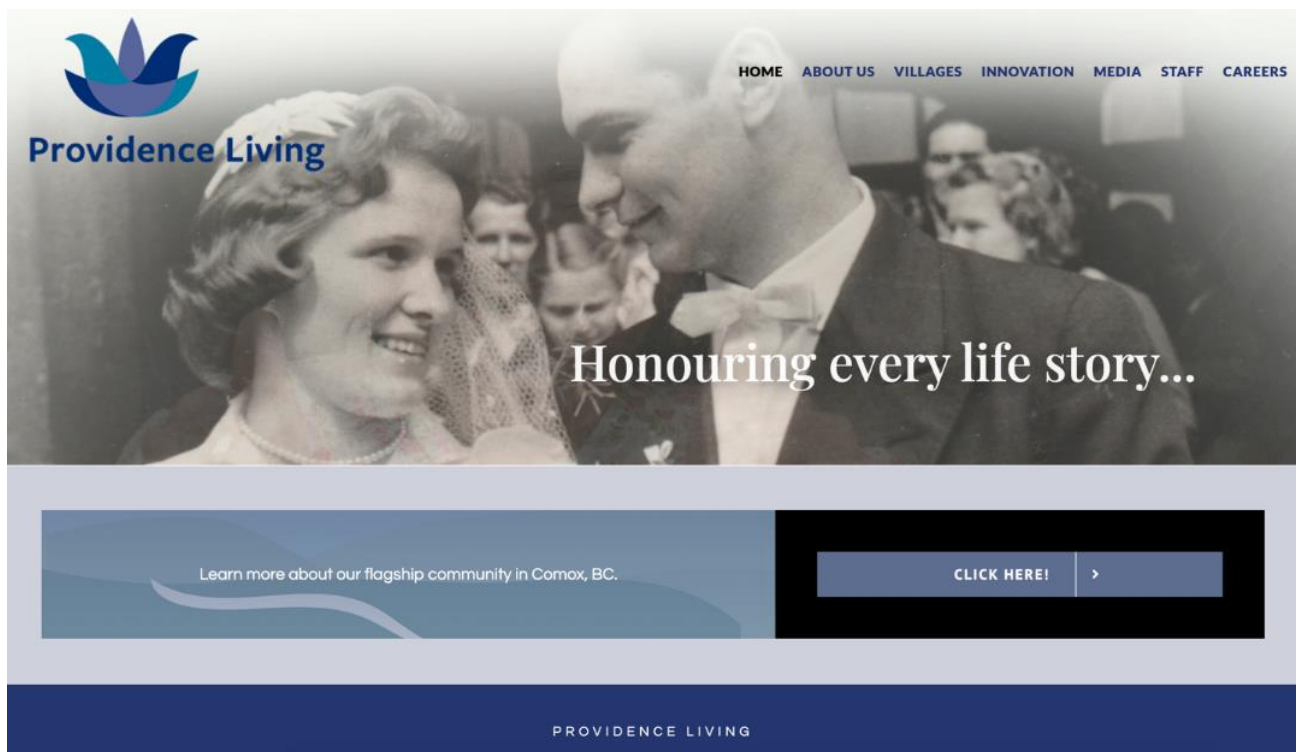 Providence Living
HOME ABOUT US VILLAGES INNOVATION MEDIA STAFF CAREERS
Honouring every life story...
Learn more about our flagship community in Comox, BC.
CLICK HERE! >
PROVIDENCE LIVING